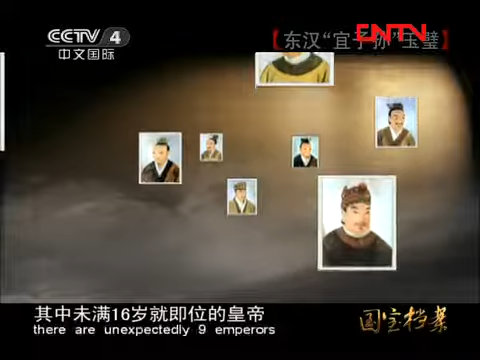 CCTV 4
中文国际
ENTN
【东汉“宜子孙”玉璧】
其中未满16岁就即位的皇帝
there are unexpectedly 9 emperors
国宝档案